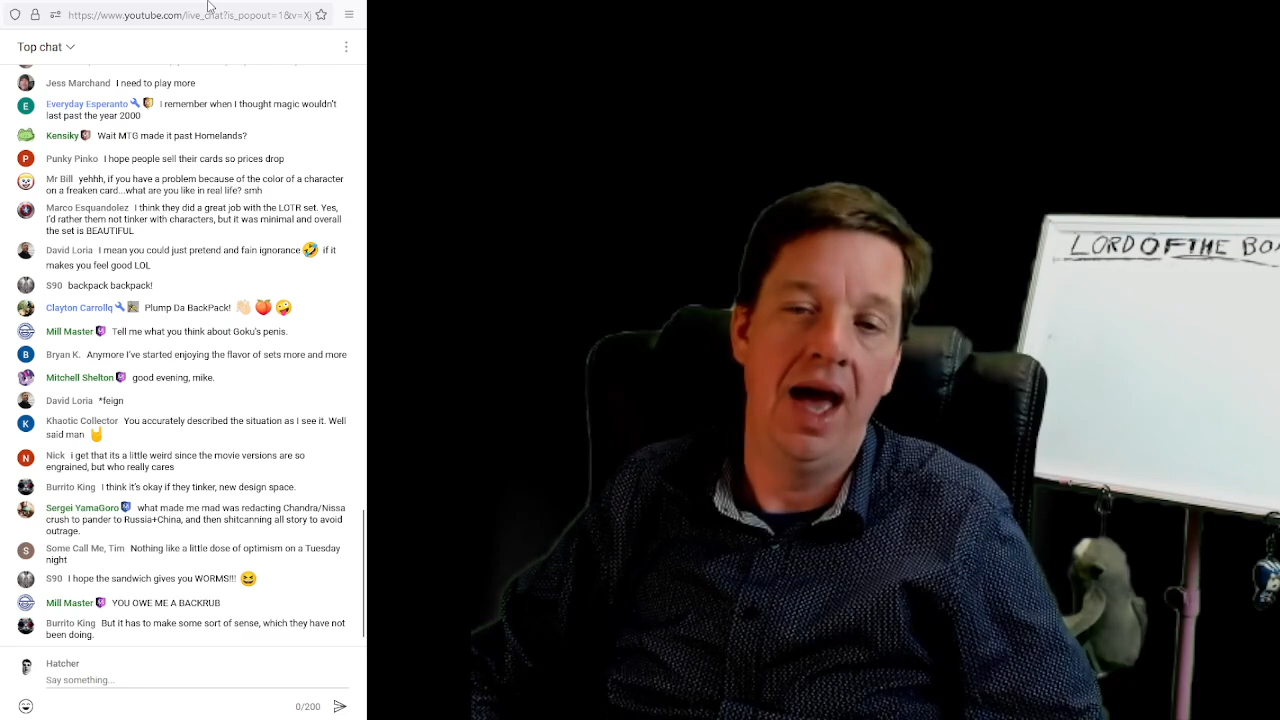 https://www.youtube.com/live_chat?is_popout=1&v=Xj
Top chat
Jess Marchand I need to play more
Everyday Esperanto I remember when I thought magic wouldn't
last past the year 2000
Kensiky Wait MTG made it past Homelands?
Punky Pinko I hope people sell their cards so prices drop
Mr Bill yehhh, if you have a problem because of the color of a character
on a freaken card...what are you like in real life? smh
Marco Esquandolez I think they did a great job with the LOTR set. Yes,
I'd rather them not tinker with characters, but it was minimal and overall
the set is BEAUTIFUL
David Loria I mean you could just pretend and fain ignorance 🤣 if it
makes you feel good LOL
S90 backpack backpack!
Clayton Carrollq Plump Da BackPack! 👏🏻 🍑 🤪
Mill Master Tell me what you think about Goku's penis.
Bryan K. Anymore I've started enjoying the flavor of sets more and more
Mitchell Shelton good evening, mike.
David Loria *feign
Khaotic Collector You accurately described the situation as I see it. Well
said man 🤘
Nick i get that its a little weird since the movie versions are so
engrained, but who really cares
Burrito King I think it's okay if they tinker, new design space.
Sergei YamaGoro what made me mad was redacting Chandra/Nissa
crush to pander to Russia+China, and then shitcanning all story to avoid
outrage.
Some Call Me, Tim Nothing like a little dose of optimism on a Tuesday
night
S90 I hope the sandwich gives you WORMS!!! 😆
Mill Master YOU OWE ME A BACKRUB
Burrito King But it has to make some sort of sense, which they have not
been doing.
Hatcher
Say something...
0/200
LORD OF THE